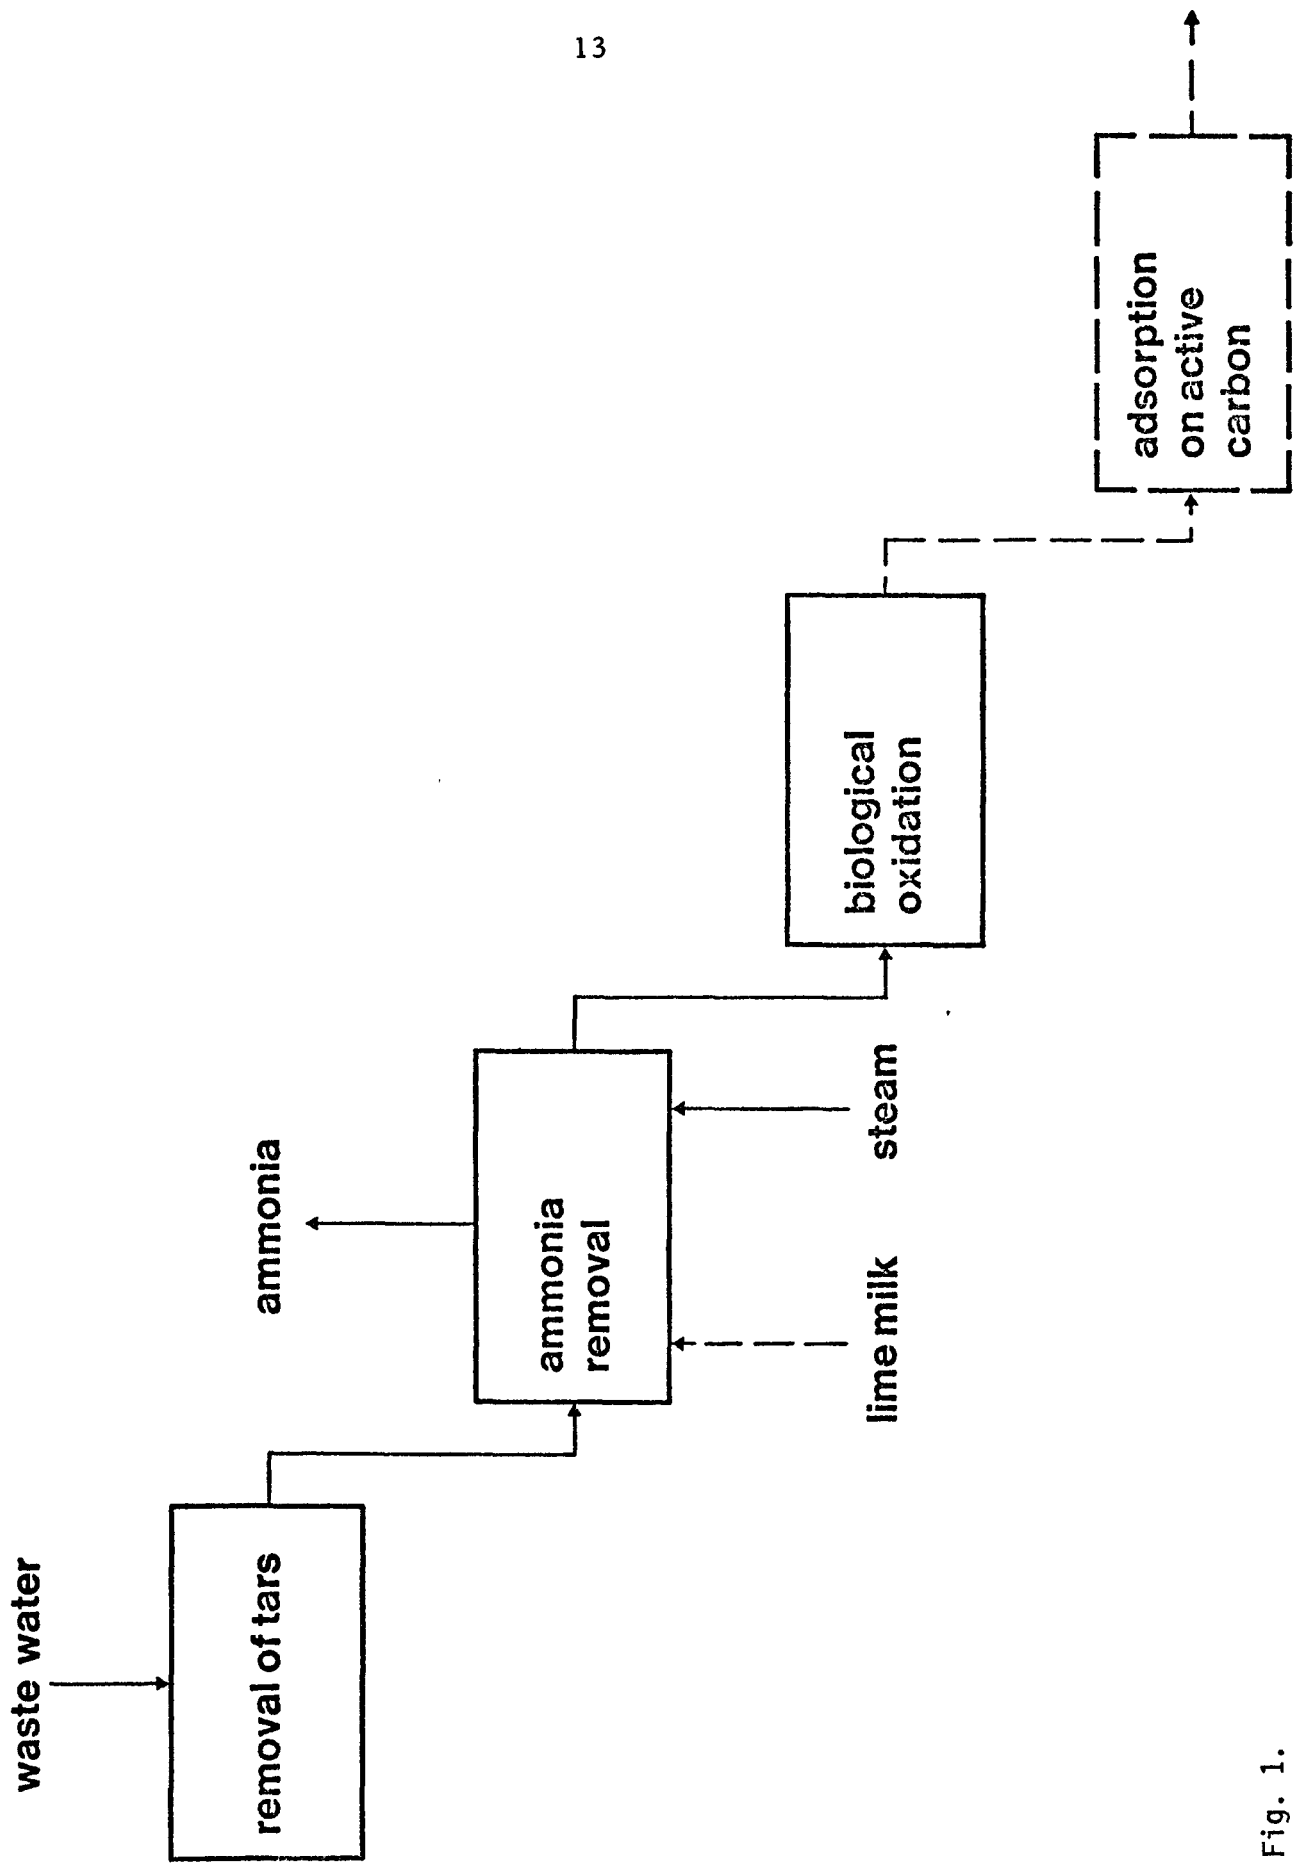 13
waste water
removal of tars
ammonia
ammonia
removal
lime milk
steam
biological
oxidation
adsorption
on active
carbon
Fig. 1.